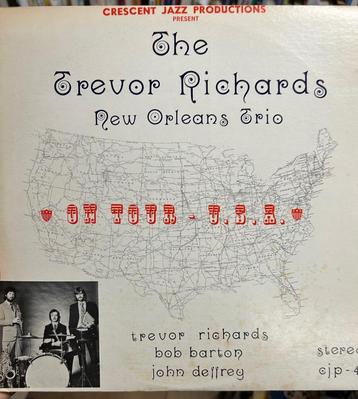 CRESCENT JAZZ PRODUCTIONS
PRESENT
The
Trevor Richards
New Orleans Trio
ON TOUR - U.S.A.
trevor richards
bob barton
john deffrey
stereo
cjp-4